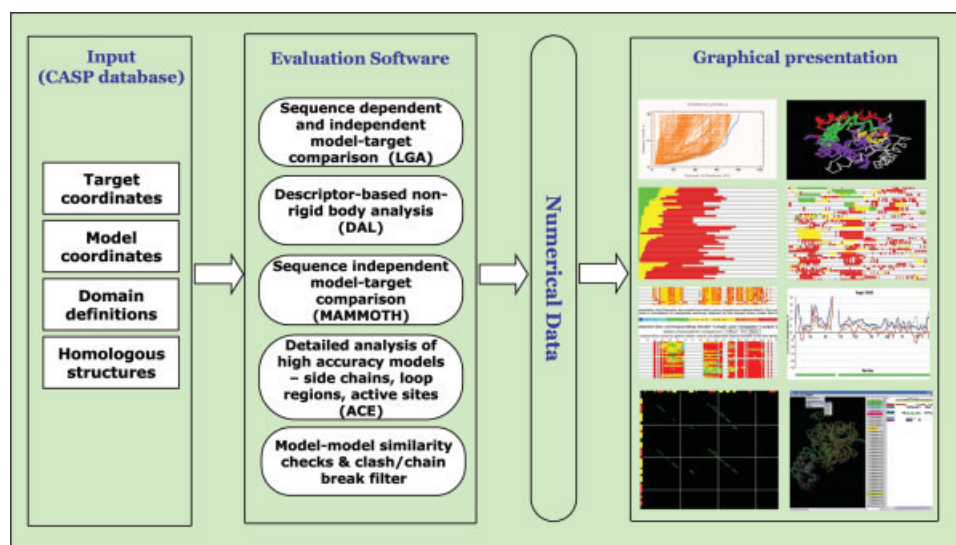 Input
(CASP database)
Target
coordinates
Model
coordinates
Domain
definitions
Homologous
structures
Evaluation Software
Sequence dependent
and independent
model-target
comparison (LGA)
Descriptor-based non-
rigid body analysis
(DAL)
Sequence independent
model-target
comparison
(MAMMOTH)
Detailed analysis of
high accuracy models
– side chains, loop
regions, active sites
(ACE)
Model-model similarity
checks & clash/chain
break filter
Numerical Data
Graphical presentation